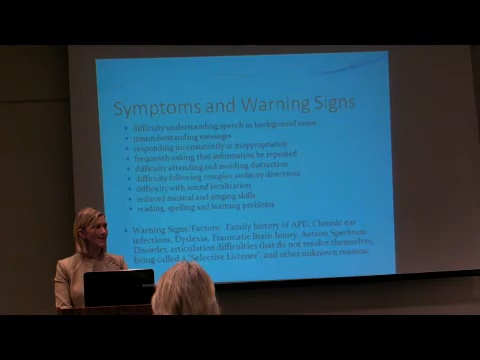 Symptoms and Warning Signs
• difficulty understanding speech in background noise
• misunderstanding messages
• responding inconsistently or inappropriately
• frequently asking that information be repeated
• difficulty attending and avoiding distraction
• difficulty following complex auditory directions
• difficulty with sound localization
• reduced musical and singing skills
• reading, spelling and learning problems
• Warning Signs/Factors: Family history of APD, Chronic ear
infections, Dyslexia, Traumatic Brain Injury, Autism Spectrum
Disorder, articulation difficulties that do not resolve themselves,
being called a "Selective Listener", and other unknown reasons.